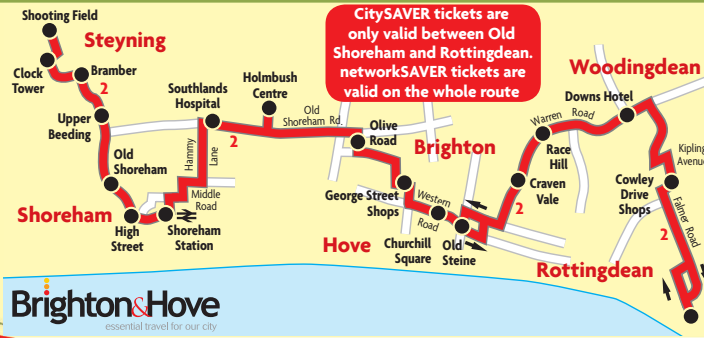 Shooting Field
Steyning
Clock
Tower
Bramber
2
Upper
Beeding
Old
Shoreham
Shoreham
High
Street
Shoreham
Station
Middle
Road
Hammy
Lane
Southlands
Hospital
2
Holmbush
Centre
Old
Shoreham Rd.
CitySAVER tickets are
only valid between Old
Shoreham and Rottingdean.
networkSAVER tickets are
valid on the whole route
Olive
Road
Brighton
George Street
Shops
Western
Road
Hove
Churchill
Square
Old
Steine
2
Craven
Vale
Race
Hill
Warren Road
Downs Hotel
Woodingdean
Kipling
Avenue
Cowley
Drive
Shops
Falmer Road
2
Rottingdean
Brighton&Hove
essential travel for our city